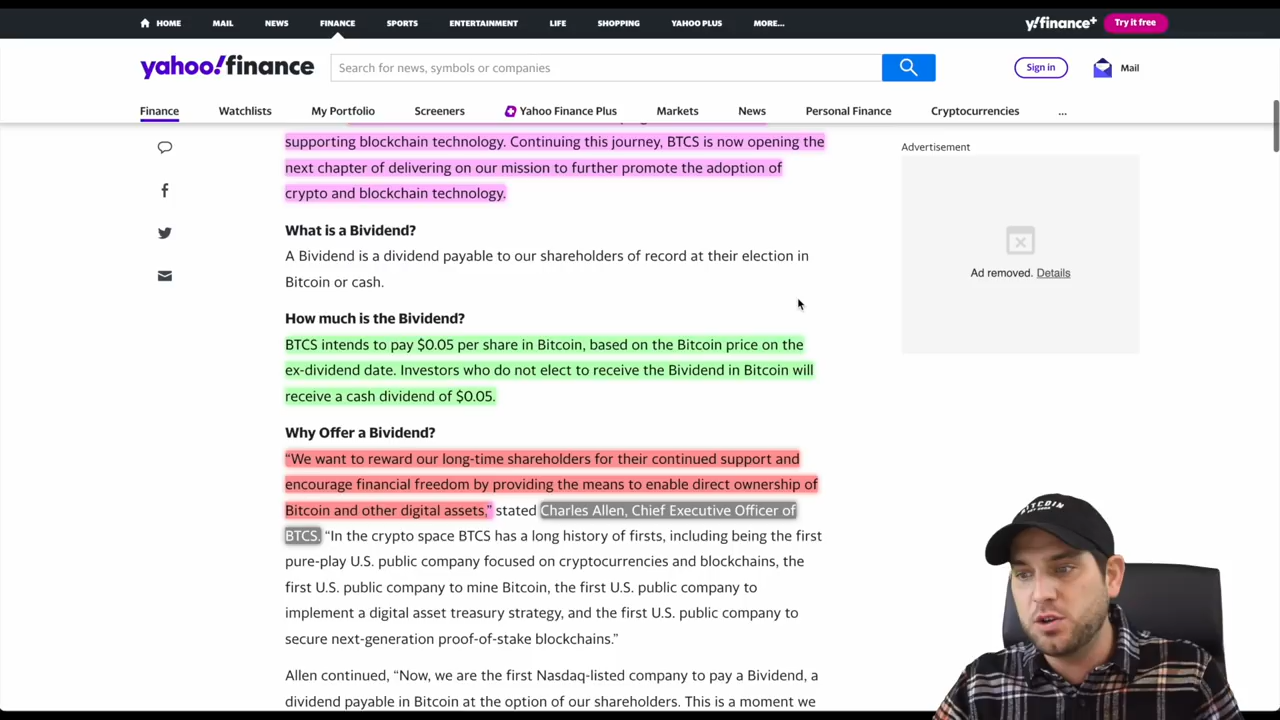 HOME MAIL NEWS FINANCE SPORTS ENTERTAINMENT LIFE SHOPPING YAHOO PLUS MORE...
y!finance+ Try it free
yahoo!finance Search for news, symbols or companies Sign in Mail
Finance Watchlists My Portfolio Screeners Yahoo Finance Plus Markets News Personal Finance Cryptocurrencies ...
supporting blockchain technology. Continuing this journey, BTCS is now opening the
next chapter of delivering on our mission to further promote the adoption of
crypto and blockchain technology.
What is a Bividend?
A Bividend is a dividend payable to our shareholders of record at their election in
Bitcoin or cash.
How much is the Bividend?
BTCS intends to pay $0.05 per share in Bitcoin, based on the Bitcoin price on the
ex-dividend date. Investors who do not elect to receive the Bividend in Bitcoin will
receive a cash dividend of $0.05.
Why Offer a Bividend?
“We want to reward our long-time shareholders for their continued support and
encourage financial freedom by providing the means to enable direct ownership of
Bitcoin and other digital assets,” stated Charles Allen, Chief Executive Officer of
BTCS. “In the crypto space BTCS has a long history of firsts, including being the first
pure-play U.S. public company focused on cryptocurrencies and blockchains, the
first U.S. public company to mine Bitcoin, the first U.S. public company to
implement a digital asset treasury strategy, and the first U.S. public company to
secure next-generation proof-of-stake blockchains.”
Allen continued, “Now, we are the first Nasdaq-listed company to pay a Bividend, a
dividend payable in Bitcoin at the option of our shareholders. This is a moment we
Advertisement
Ad removed. Details
BITCOIN